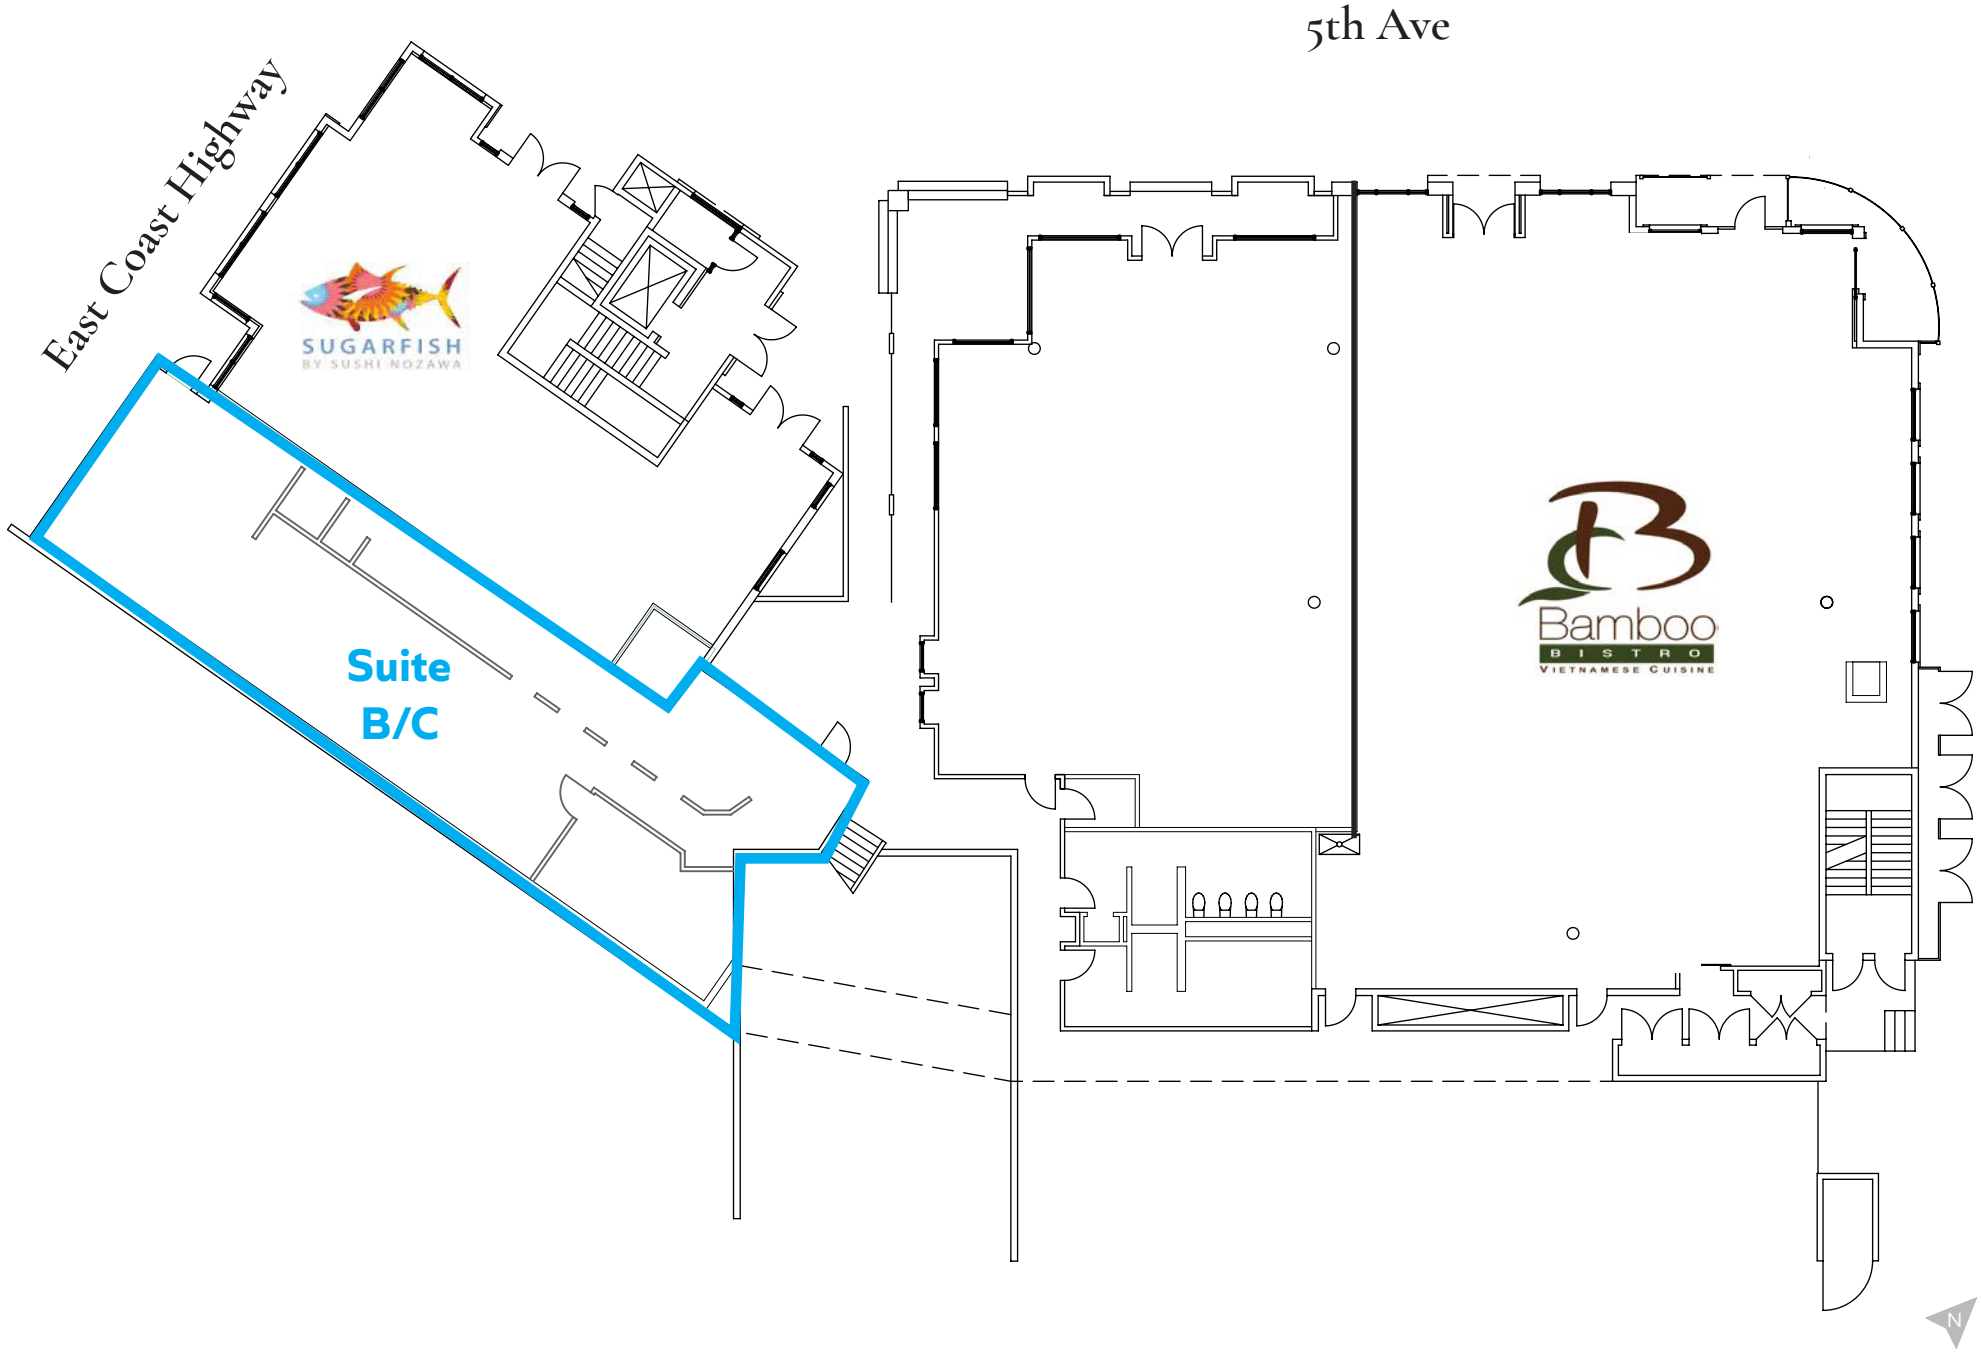 5th Ave
East Coast Highway
SUGARFISH
BY SUSHI NOZAWA
Suite
B/C
Bamboo
BISTRO
VIETNAMESE CUISINE
N